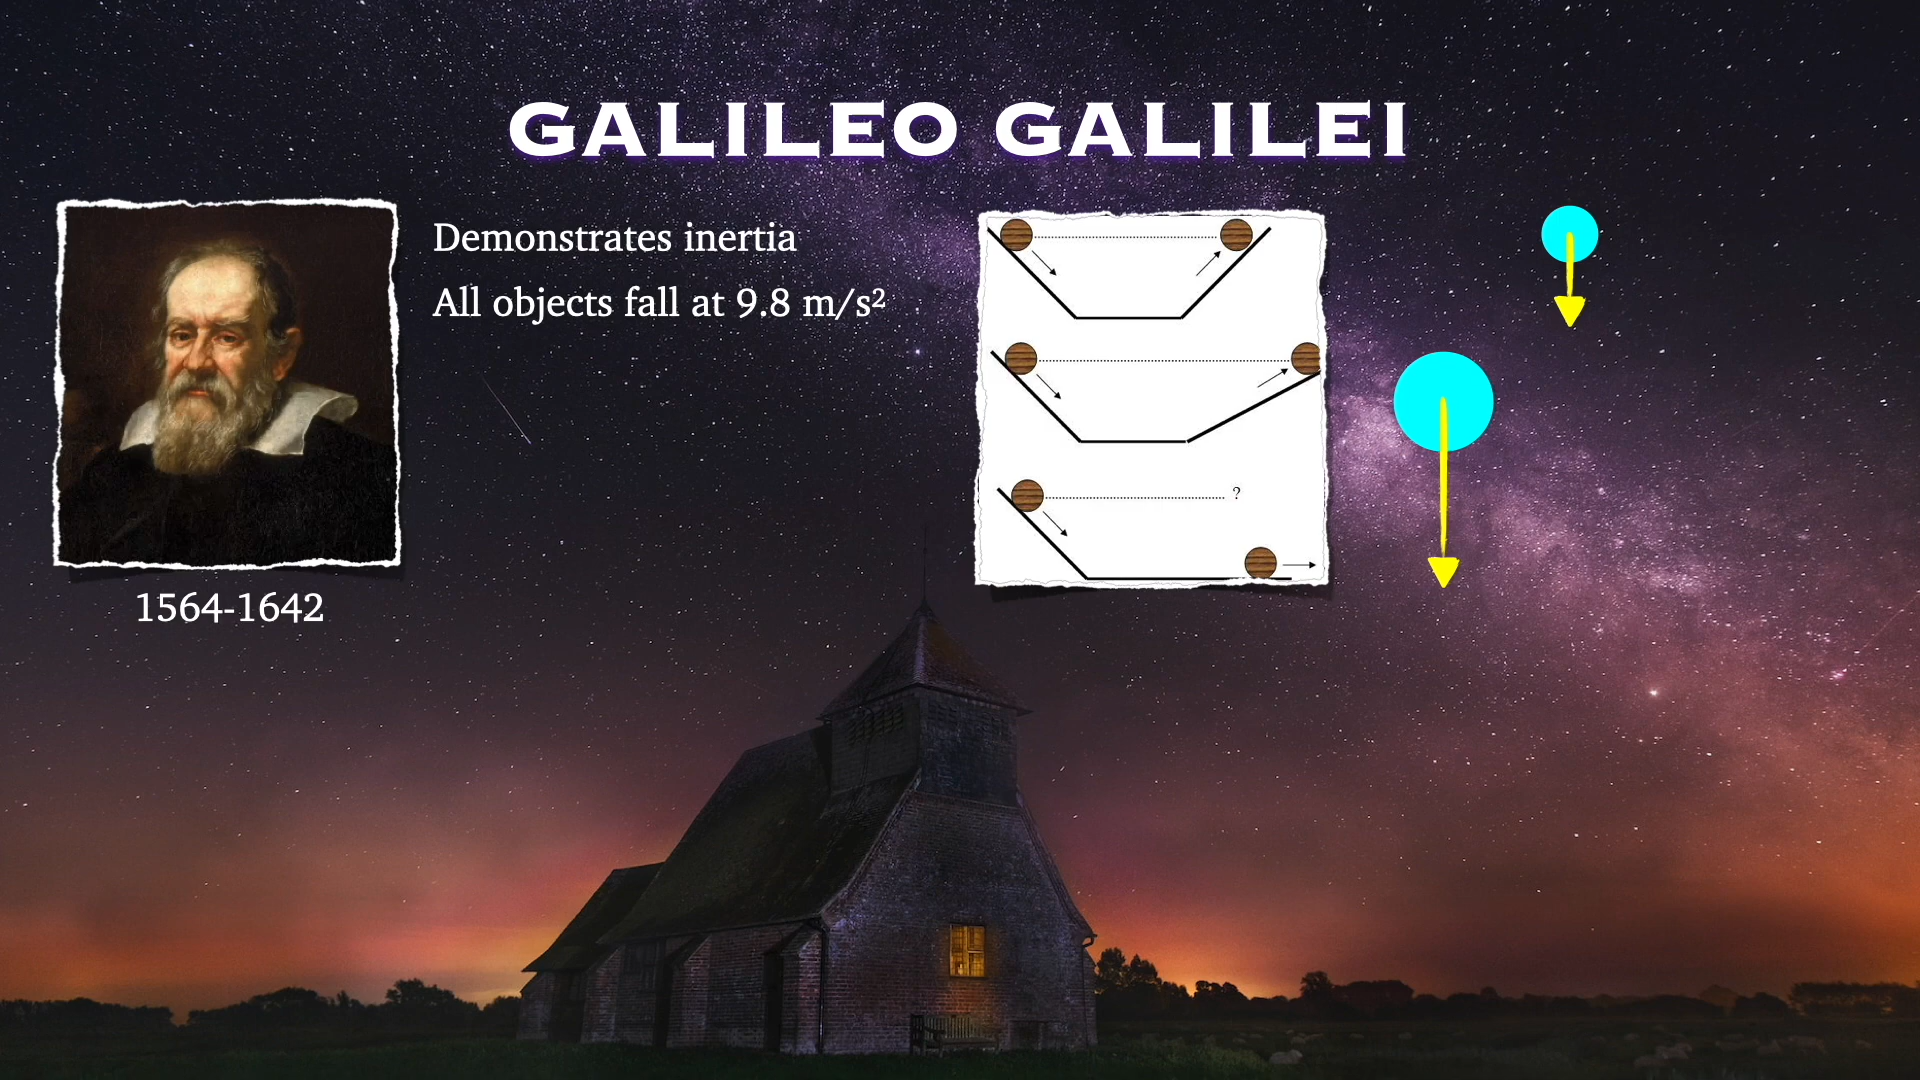 GALILEO GALILEI
Demonstrates inertia
All objects fall at 9.8 m/s²
?
1564-1642